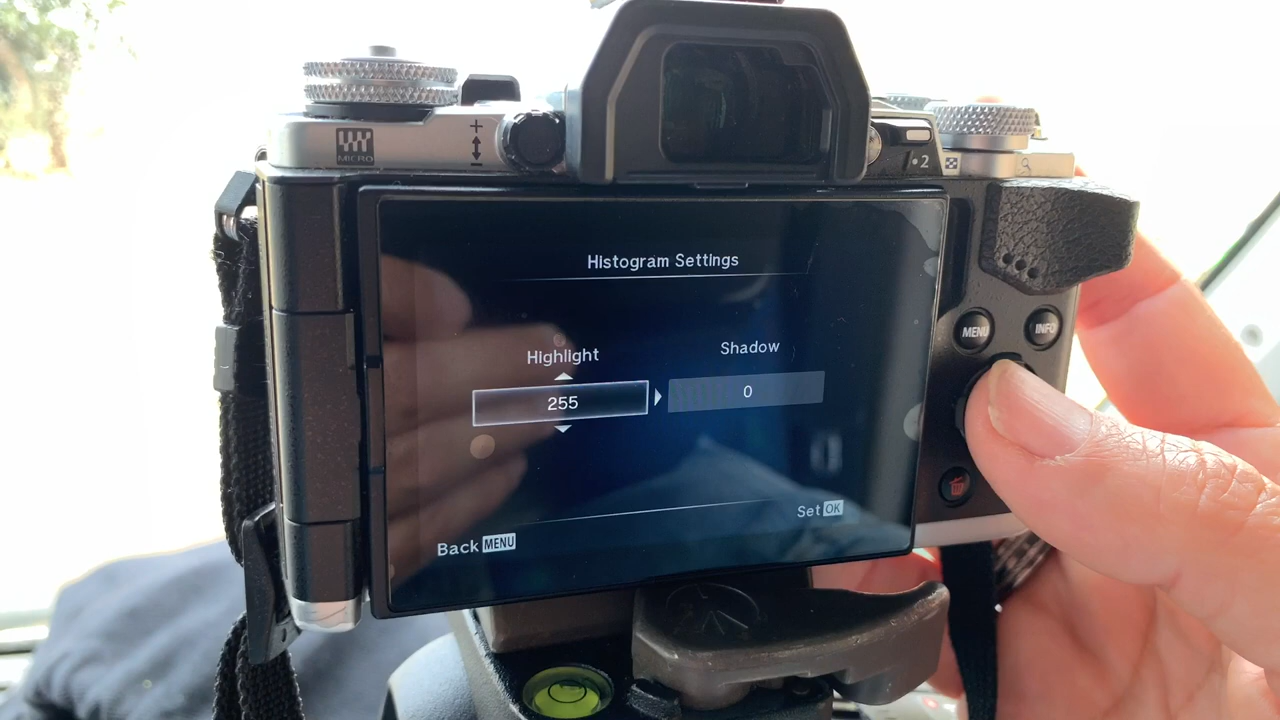 MICRO
+
-
•2
Histogram Settings
Highlight
Shadow
255
0
MENU
INFO
Set OK
Back MENU